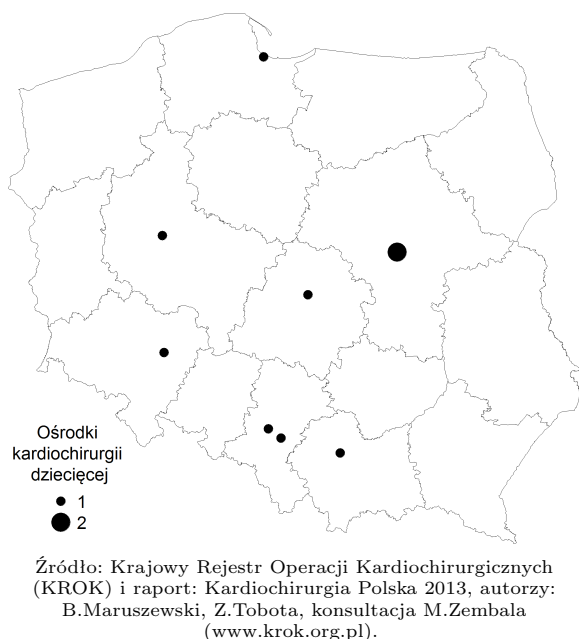 Ośrodki
kardiochirurgii
dziecięcej
1
2
Źródło: Krajowy Rejestr Operacji Kardiochirurgicznych
(KROK) i raport: Kardiochirurgia Polska 2013, autorzy:
B.Maruszewski, Z.Tobota, konsultacja M.Zembala
(www.krok.org.pl).